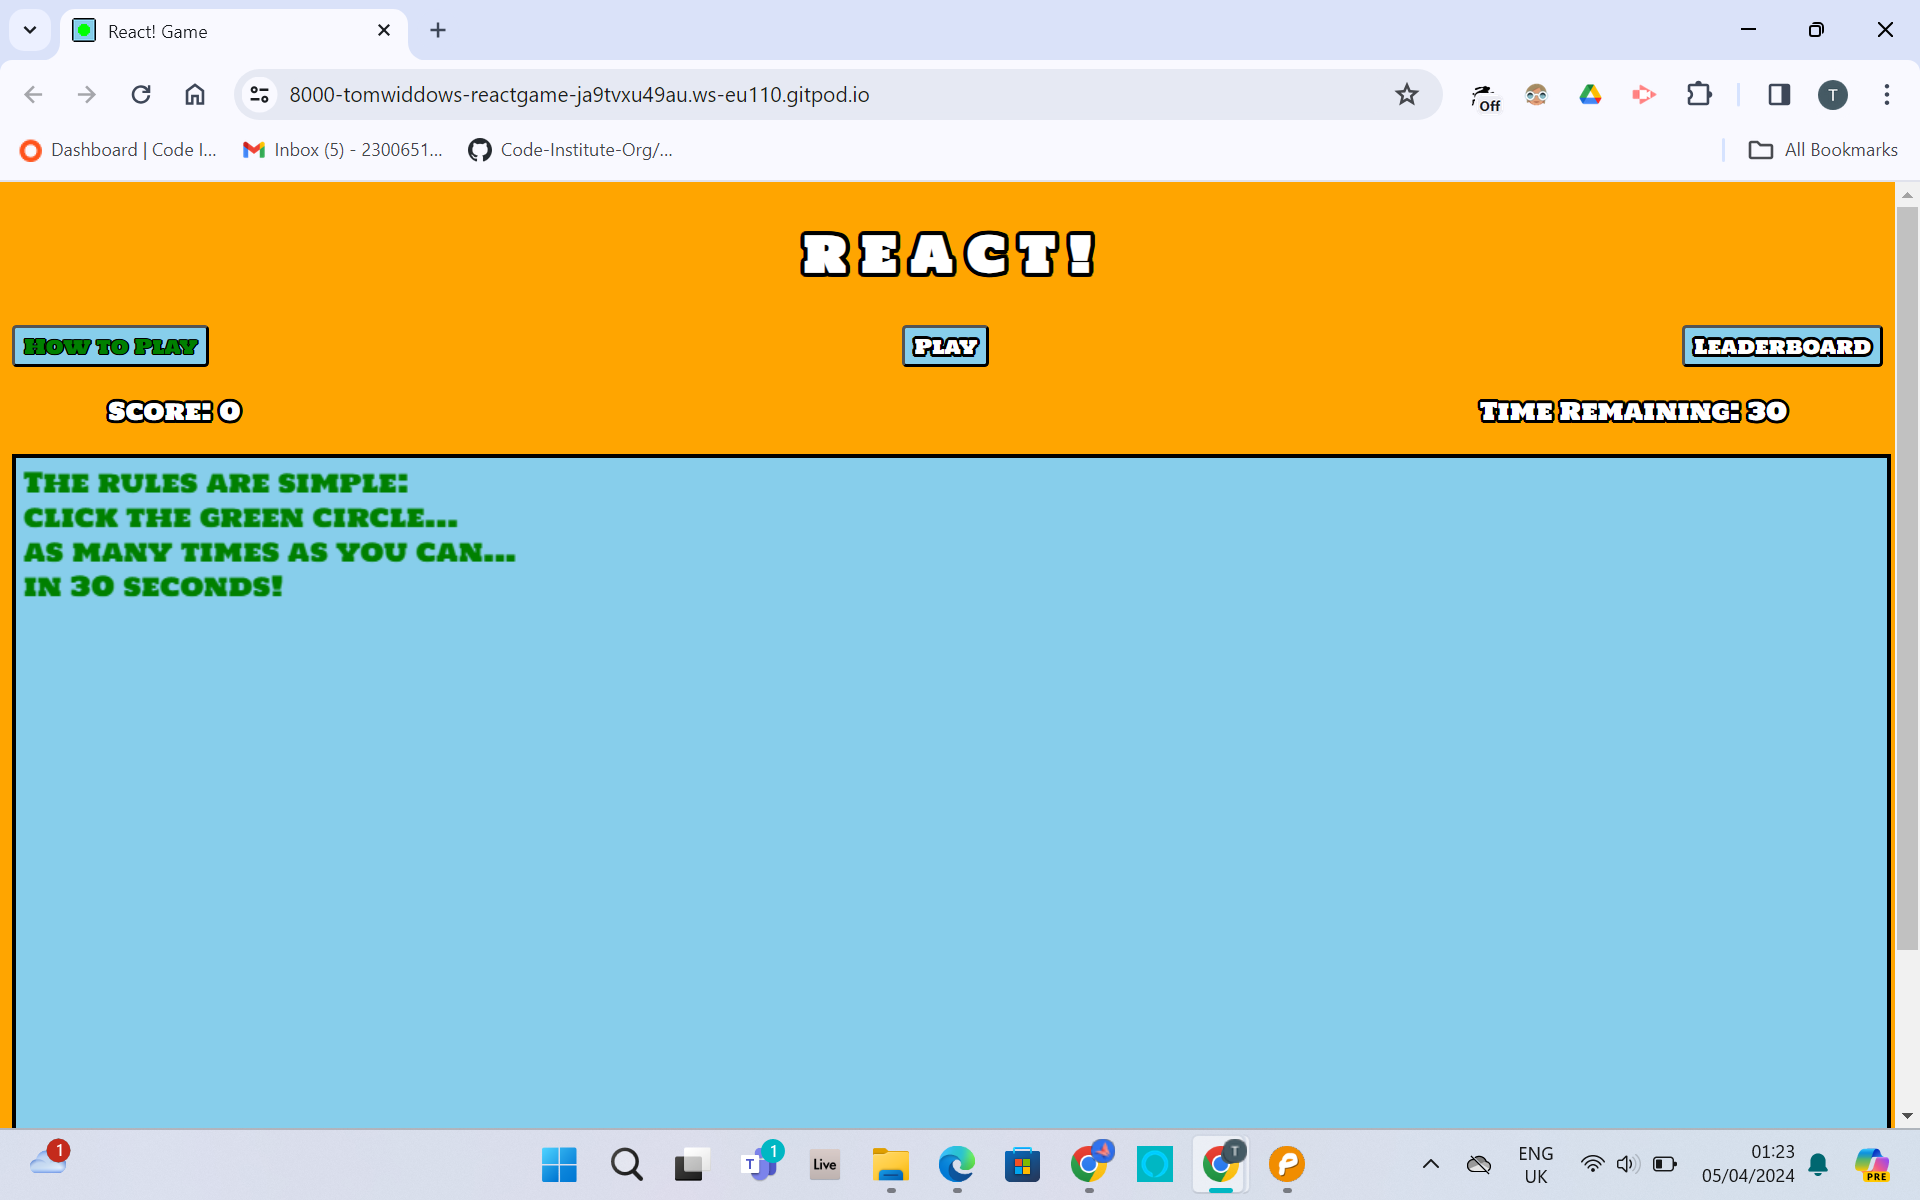 React! Game
8000-tomwiddows-reactgame-ja9tvxu49au.ws-eu110.gitpod.io
Off
T
Dashboard | Code I...
Inbox (5) - 2300651...
Code-Institute-Org/...
All Bookmarks
REACT!
How to Play
Play
Leaderboard
Score: 0
Time Remaining: 30
The rules are simple:
click the green circle...
as many times as you can...
in 30 seconds!
1
T
1
Live
T
P
ENG
UK
01:23
05/04/2024
PRE